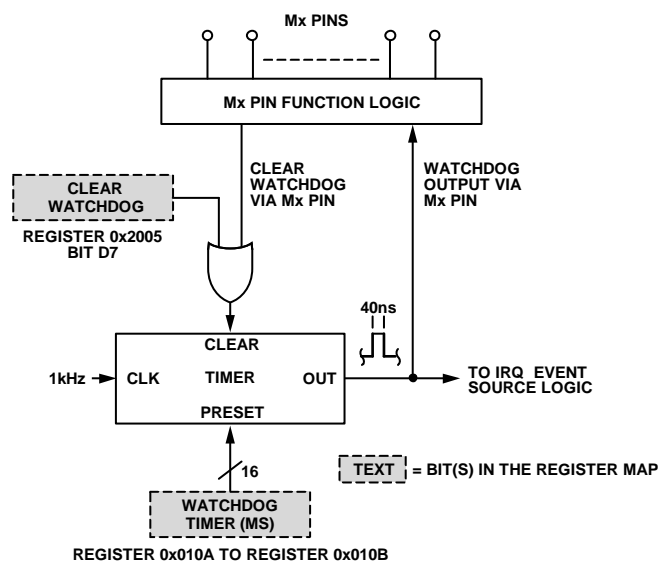 Mx PINS
Mx PIN FUNCTION LOGIC
CLEAR
WATCHDOG
VIA Mx PIN
WATCHDOG
OUTPUT VIA
Mx PIN
CLEAR
WATCHDOG
REGISTER 0x2005
BIT D7
40ns
CLEAR
1kHz
CLK
TIMER
OUT
PRESET
TO IRQ EVENT
SOURCE LOGIC
16
TEXT = BIT(S) IN THE REGISTER MAP
WATCHDOG
TIMER (MS)
REGISTER 0x010A TO REGISTER 0x010B